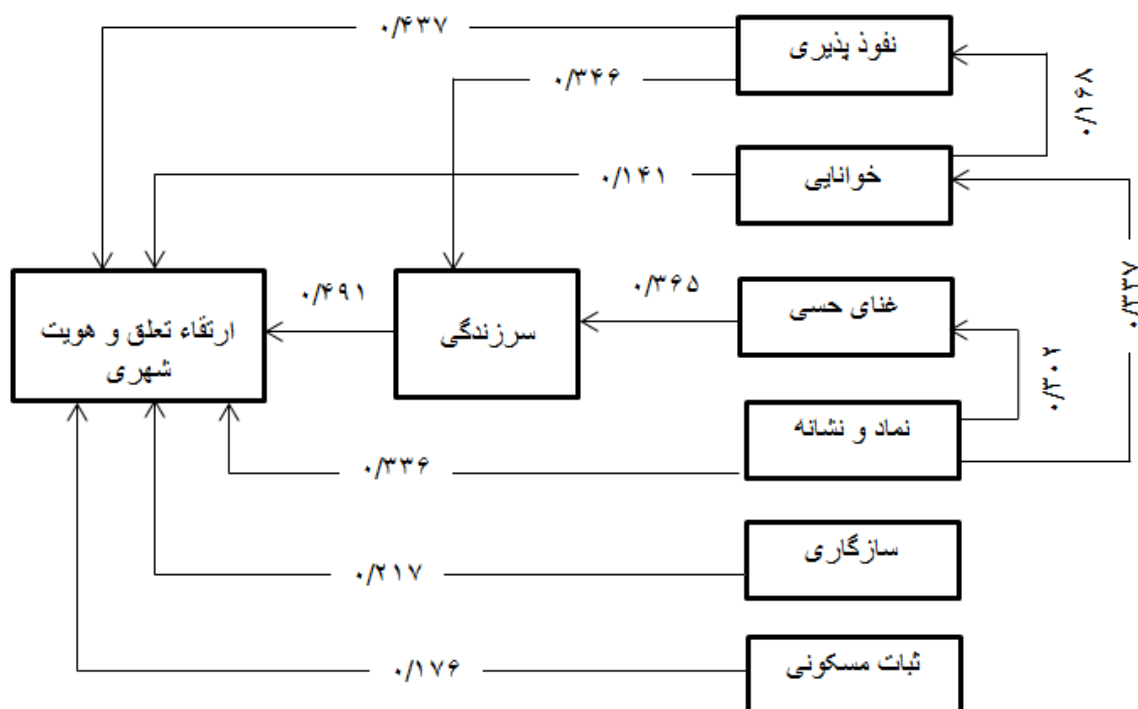 نفوذ پذیری
۰/۴۳۷
۰/۳۴۶
۰/۱۶۸
خوانایی
۰/۱۴۱
۰/۳۳۷
غنای حسی
۰/۳۶۵
سرزندگی
۰/۴۹۱
ارتقاء تعلق و هویت
شهری
۰/۳۰۲
نماد و نشانه
۰/۳۳۶
سازگاری
۰/۲۱۷
ثبات مسکونی
۰/۱۷۶